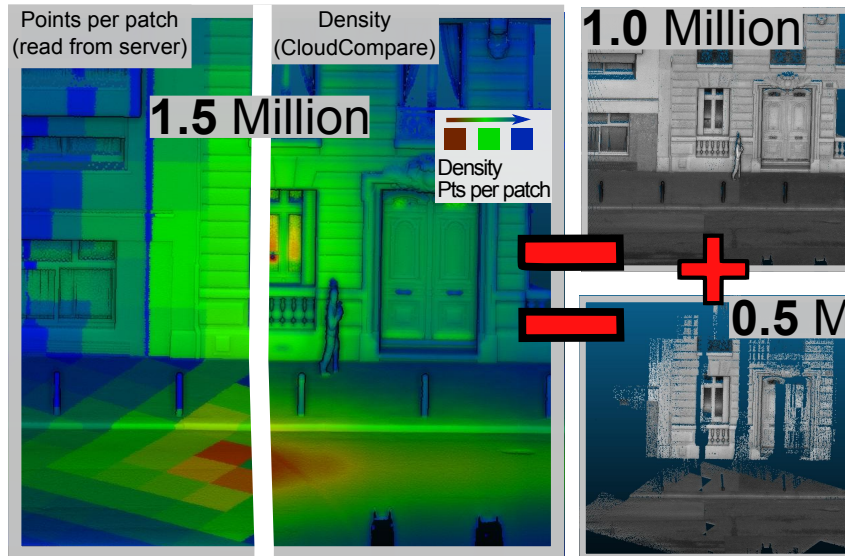 Points per patch
(read from server)
Density
(CloudCompare)
1.5 Million
Density
Pts per patch
1.0 Million
0.5 M